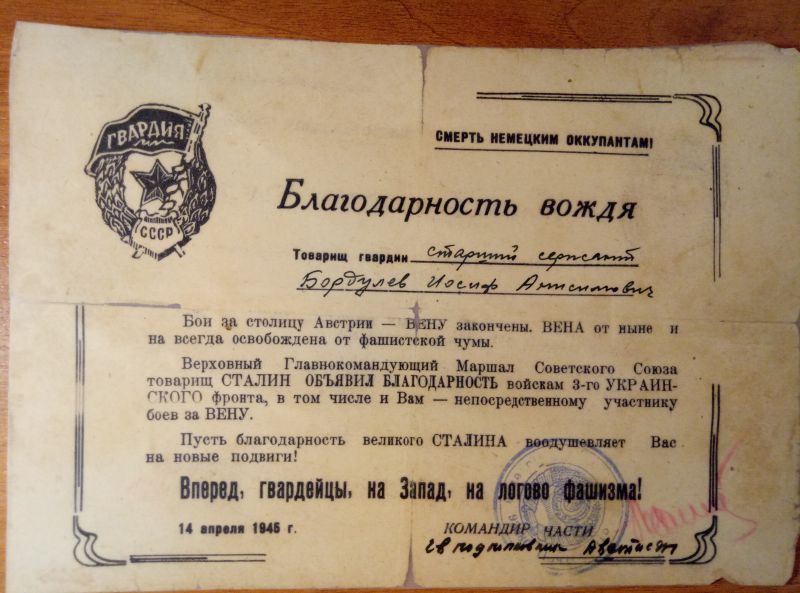 ГВАРДИЯ
СССР
СМЕРТЬ НЕМЕЦКИМ ОККУПАНТАМ!
Благодарность вождя
Товарищ гвардии старший сержант
Бордулев Иосиф Анисимович
Бои за столицу Австрии — ВЕНУ закончены. ВЕНА от ныне и
на всегда освобождена от фашистской чумы.
Верховный Главнокомандующий Маршал Советского Союза
товарищ СТАЛИН ОБЪЯВИЛ БЛАГОДАРНОСТЬ войскам 3-го УКРАИН-
СКОГО фронта, в том числе и Вам — непосредственному участнику
боев за ВЕНУ.
Пусть благодарность великого СТАЛИНА воодушевляет Вас
на новые подвиги!
Вперед, гвардейцы, на Запад, на логово фашизма!
14 апреля 1945 г.
КОМАНДИР ЧАСТИ
гв подполковник